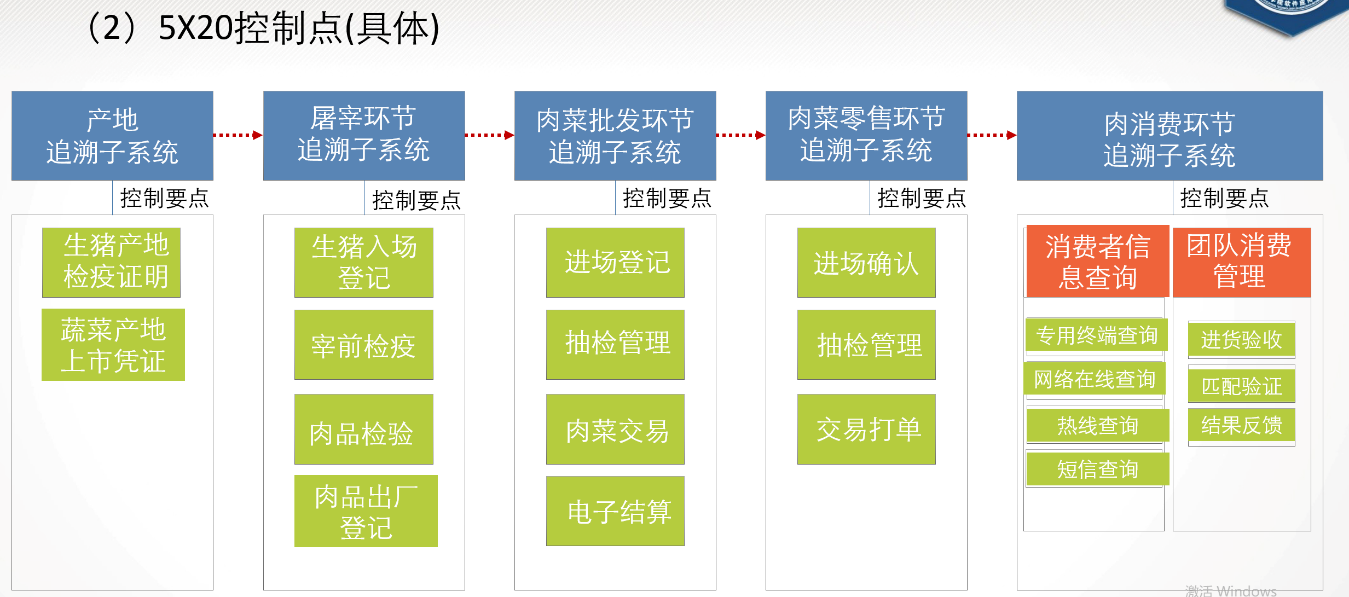 （2）5X20控制点(具体)
产地
追溯子系统
控制要点
生猪产地
检疫证明
蔬菜产地
上市凭证
屠宰环节
追溯子系统
控制要点
生猪入场
登记
宰前检疫
肉品检验
肉品出厂
登记
肉菜批发环节
追溯子系统
控制要点
进场登记
抽检管理
肉菜交易
电子结算
肉菜零售环节
追溯子系统
控制要点
进场确认
抽检管理
交易打单
肉消费环节
追溯子系统
控制要点
消费者信
息查询
专用终端查询
网络在线查询
热线查询
短信查询
团队消费
管理
进货验收
匹配验证
结果反馈
激活 Windows